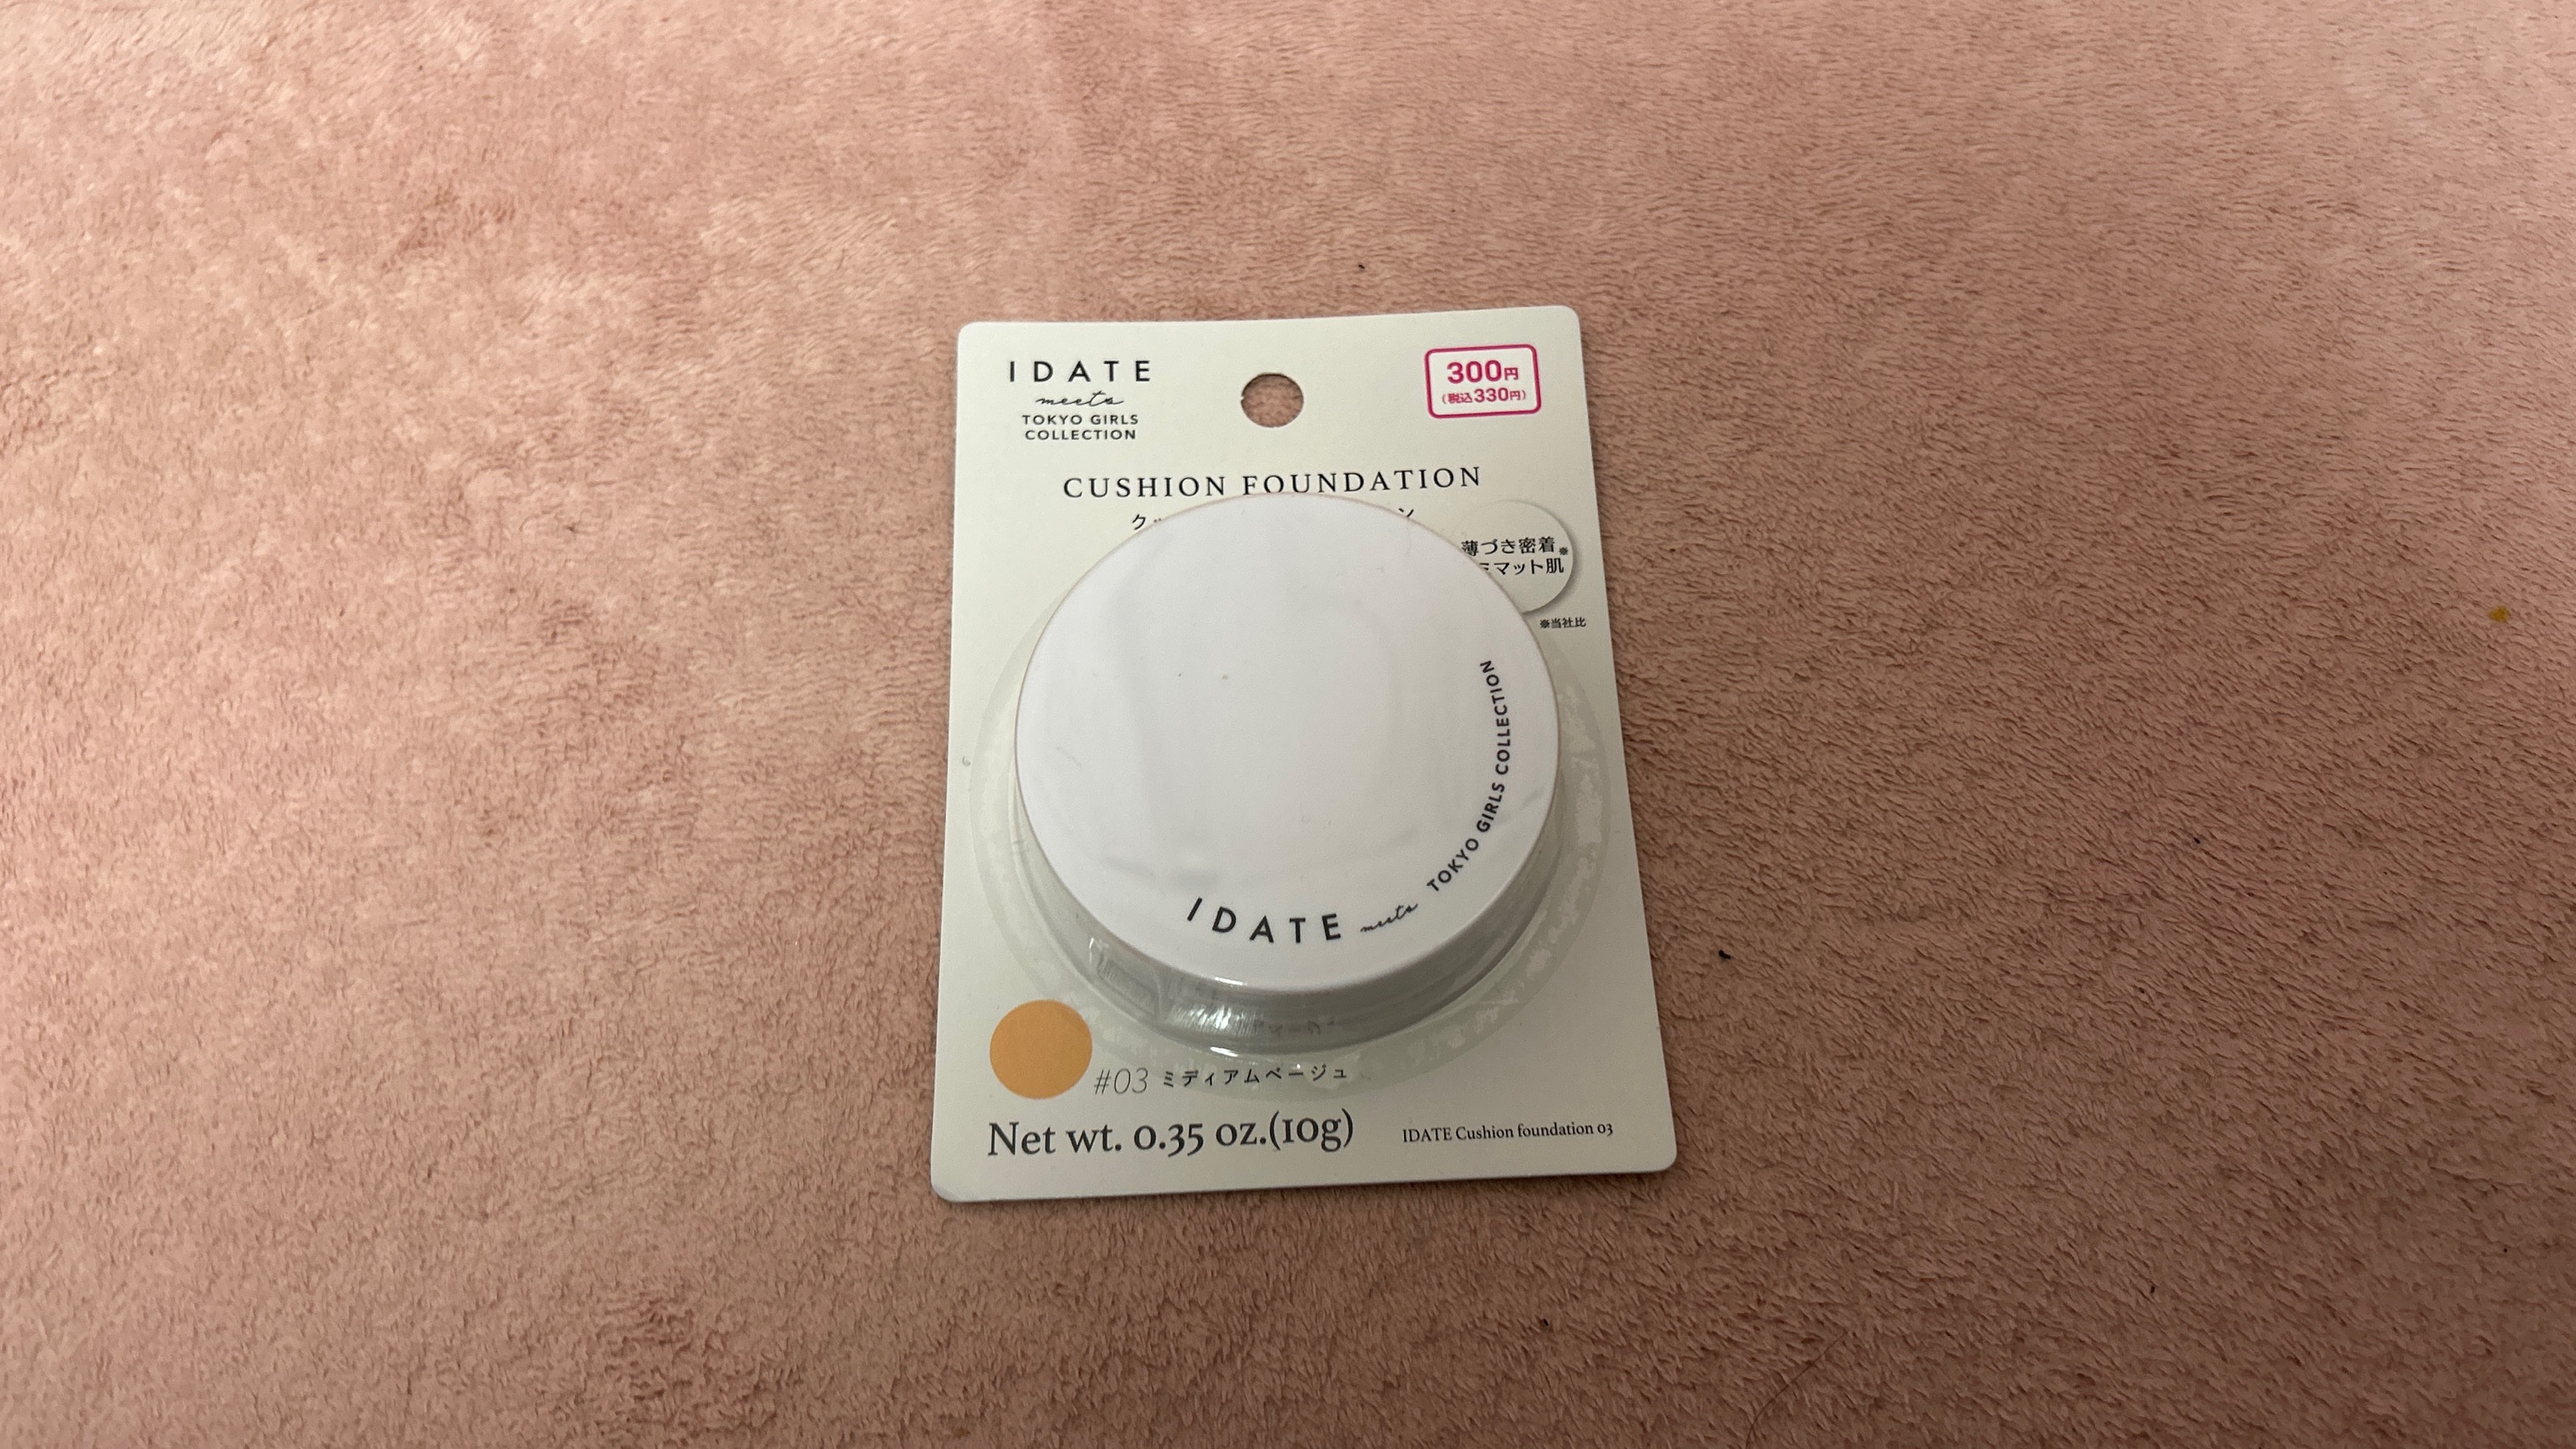 IDATE
meets
TOKYO GIRLS
COLLECTION
300円
(税込330円)
CUSHION FOUNDATION
薄づき密着※
マット肌
※当社比
IDATE meets TOKYO GIRLS COLLECTION
#03 ミディアムベージュ
Net wt. 0.35 oz.(10g)
IDATE Cushion foundation 03